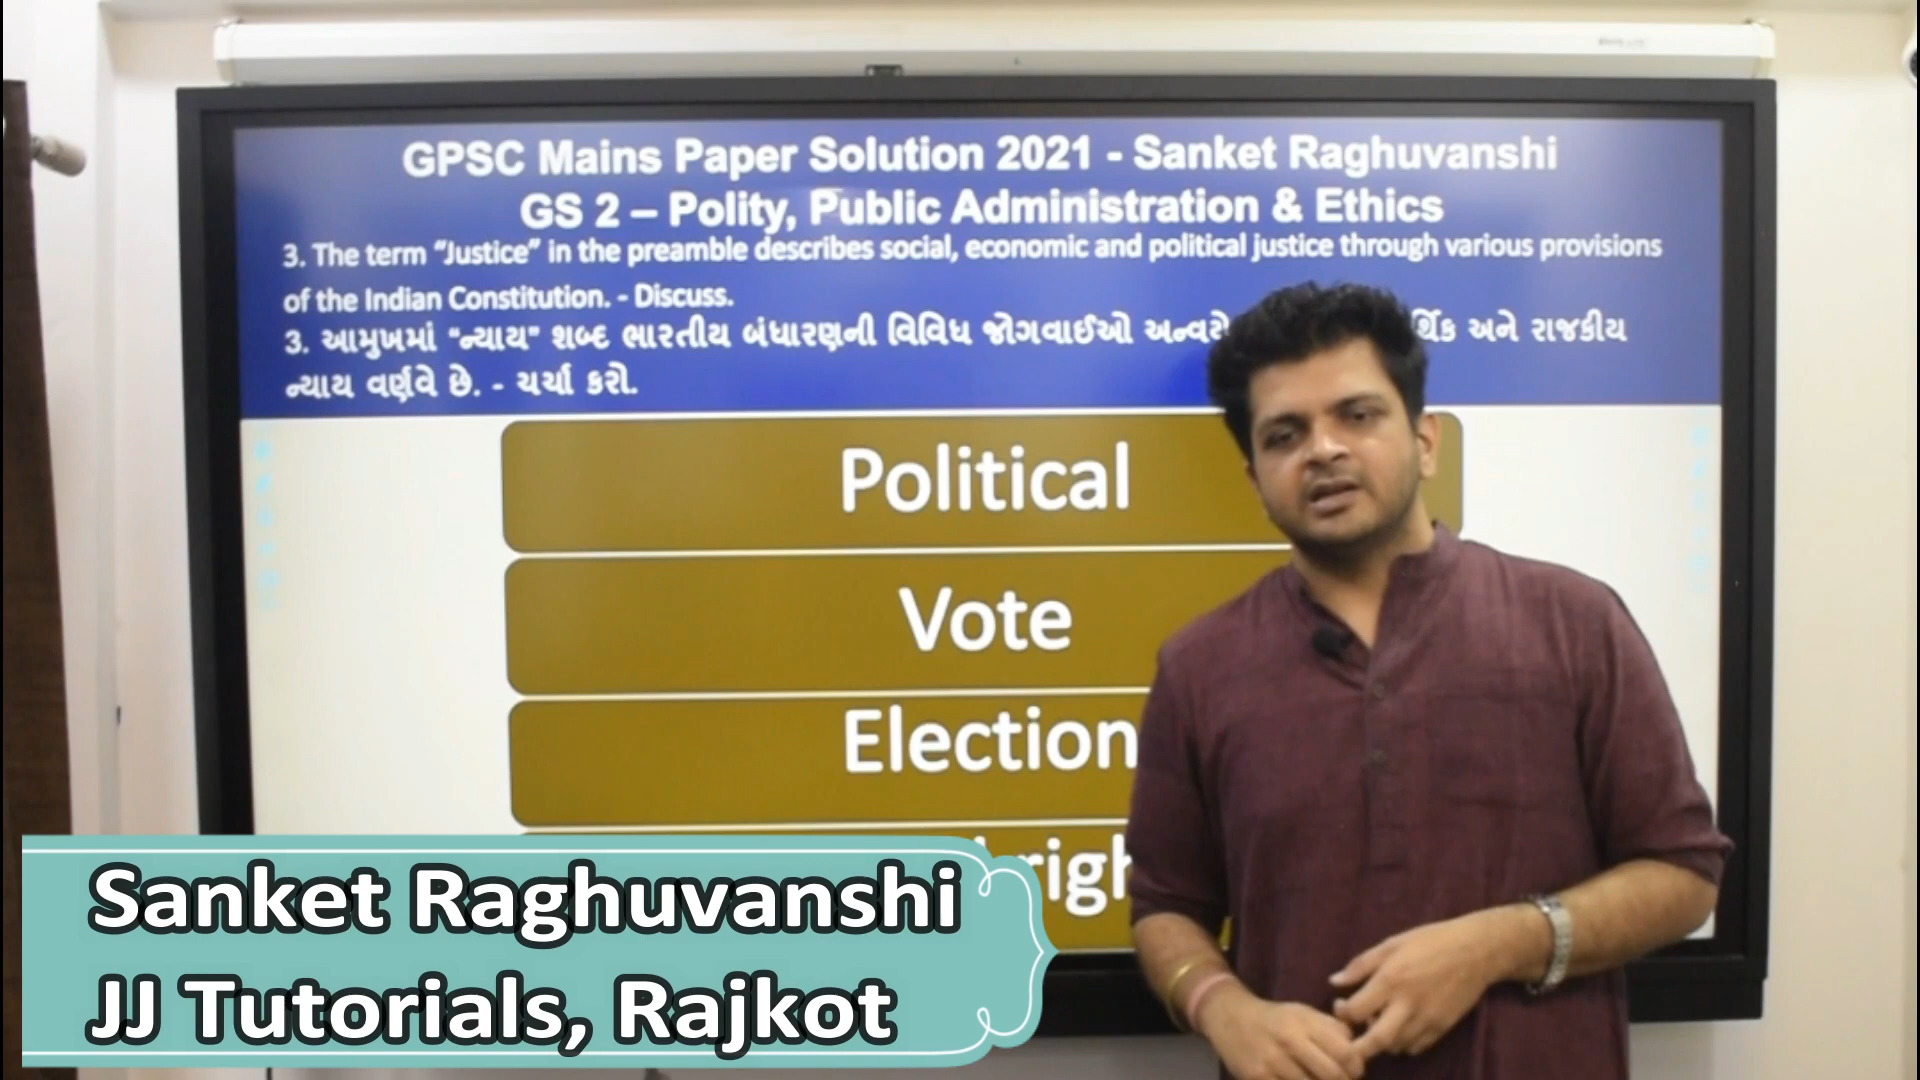 GPSC Mains Paper Solution 2021 - Sanket Raghuvanshi
GS 2 – Polity, Public Administration & Ethics
3. The term “Justice” in the preamble describes social, economic and political justice through various provisions
of the Indian Constitution. - Discuss.
3. આમુખમાં “ન્યાય” શબ્દ ભારતીય બંધારણની વિવિધ જોગવાઈઓ અને રાજકીય
ન્યાય વર્ણવે છે. - ચર્ચા કરો.
Political
Vote
Election
Sanket Raghuvanshi
JJ Tutorials, Rajkot